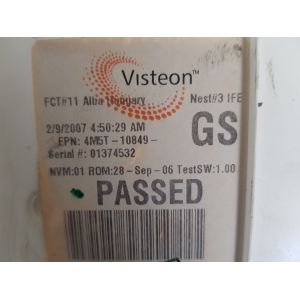 Visteon™
FCT#11 Alba Hungary Nest#3 IFE
2/9/2007 4:50:29 AM GS
FPN: 4M5T-10849-
Serial #: 01374532
NVM:01 ROM:28-Sep-06 TestSW:1.00
PASSED